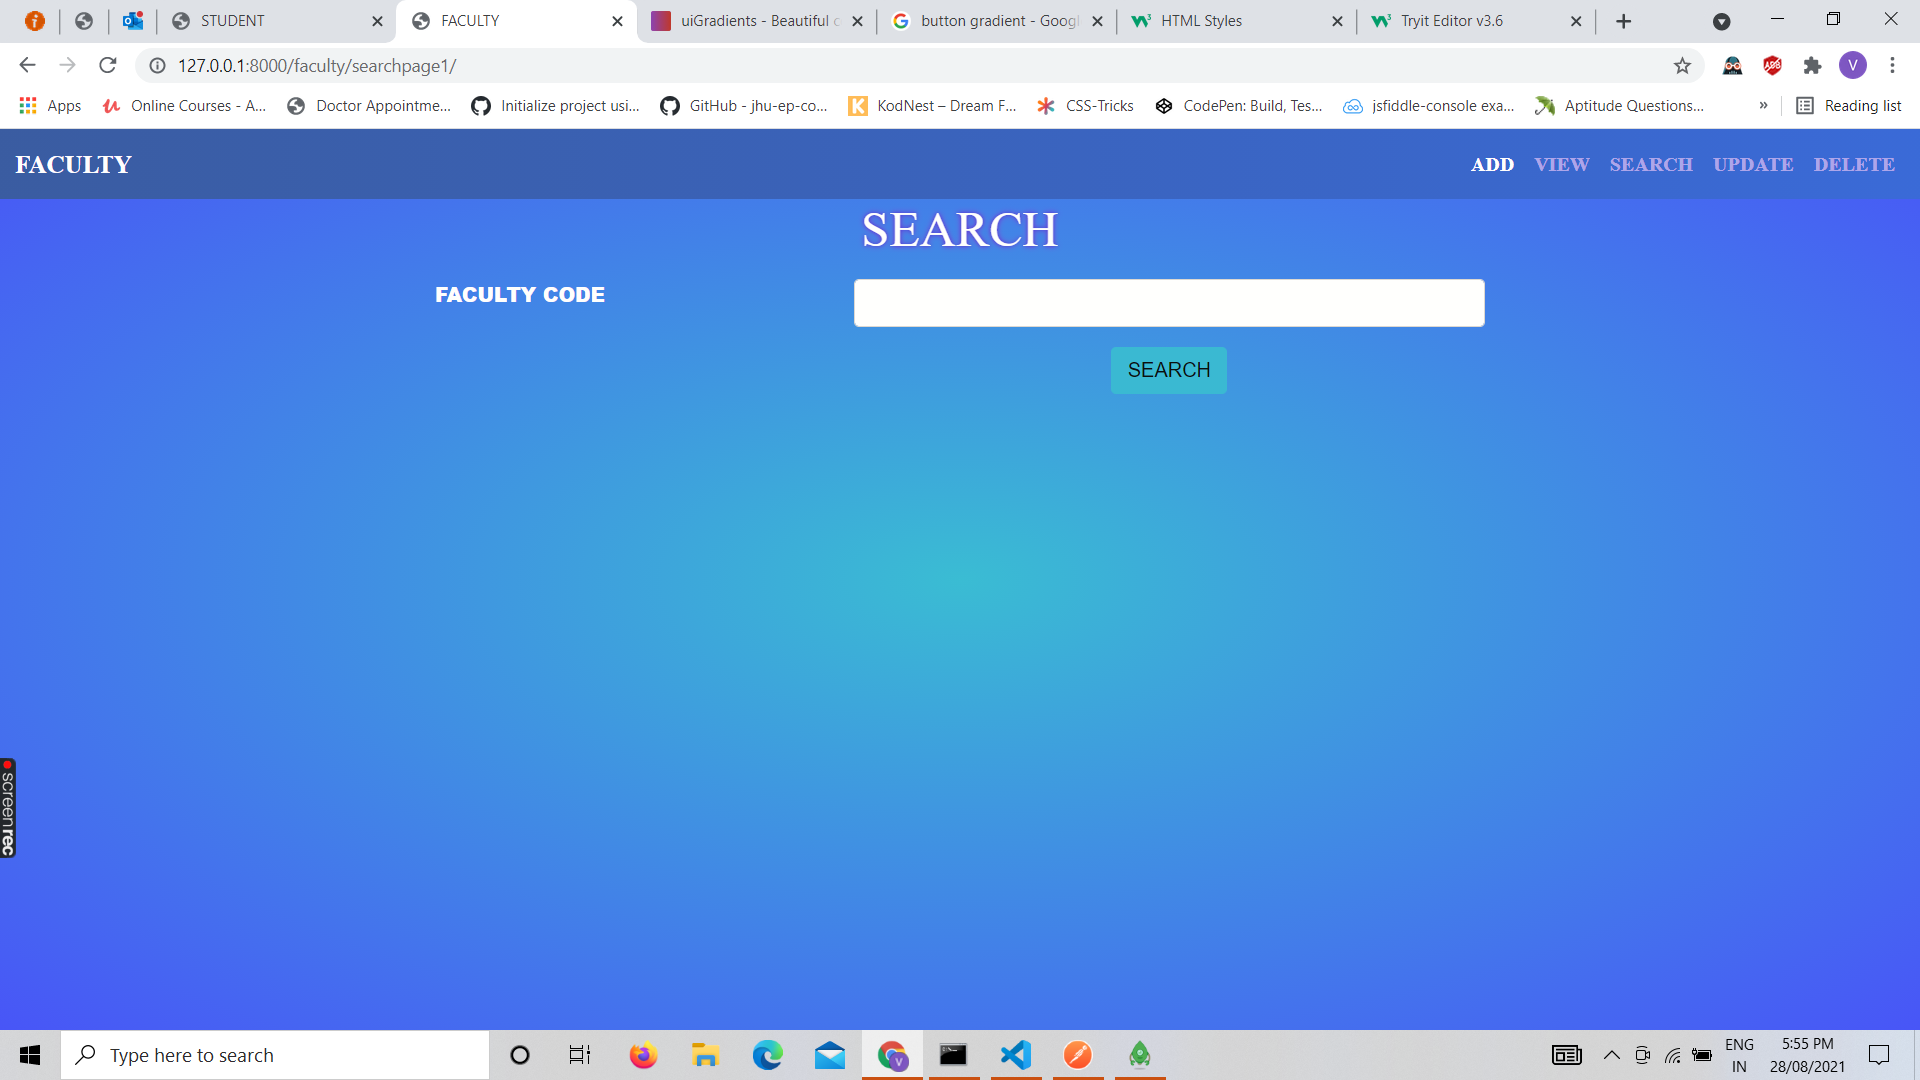 STUDENT
FACULTY
uiGradients - Beautiful c
button gradient - Googl
HTML Styles
Tryit Editor v3.6
127.0.0.1:8000/faculty/searchpage1/
V
Apps
Online Courses - A...
Doctor Appointme...
Initialize project usi...
GitHub - jhu-ep-co...
KodNest – Dream F...
CSS-Tricks
CodePen: Build, Tes...
jsfiddle-console exa...
Aptitude Questions...
»
Reading list
FACULTY
ADD VIEW SEARCH UPDATE DELETE
SEARCH
FACULTY CODE
SEARCH
screenrec
Type here to search
ENG
IN
5:55 PM
28/08/2021